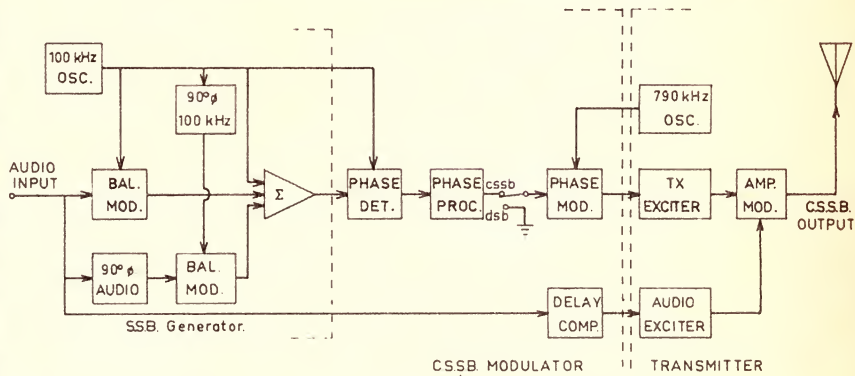 100 kHz
OSC.
90° ø
100 kHz
790 kHz
OSC.
AUDIO
INPUT
BAL.
MOD.
Σ
PHASE
DET.
PHASE
PROC.
cssb
dsb
PHASE
MOD.
TX
EXCITER
AMP.
MOD.
C.S.S.B.
OUTPUT
90° ø
AUDIO
BAL.
MOD.
DELAY
COMP.
AUDIO
EXCITER
S.S.B. Generator.
C.S.S.B. MODULATOR
TRANSMITTER